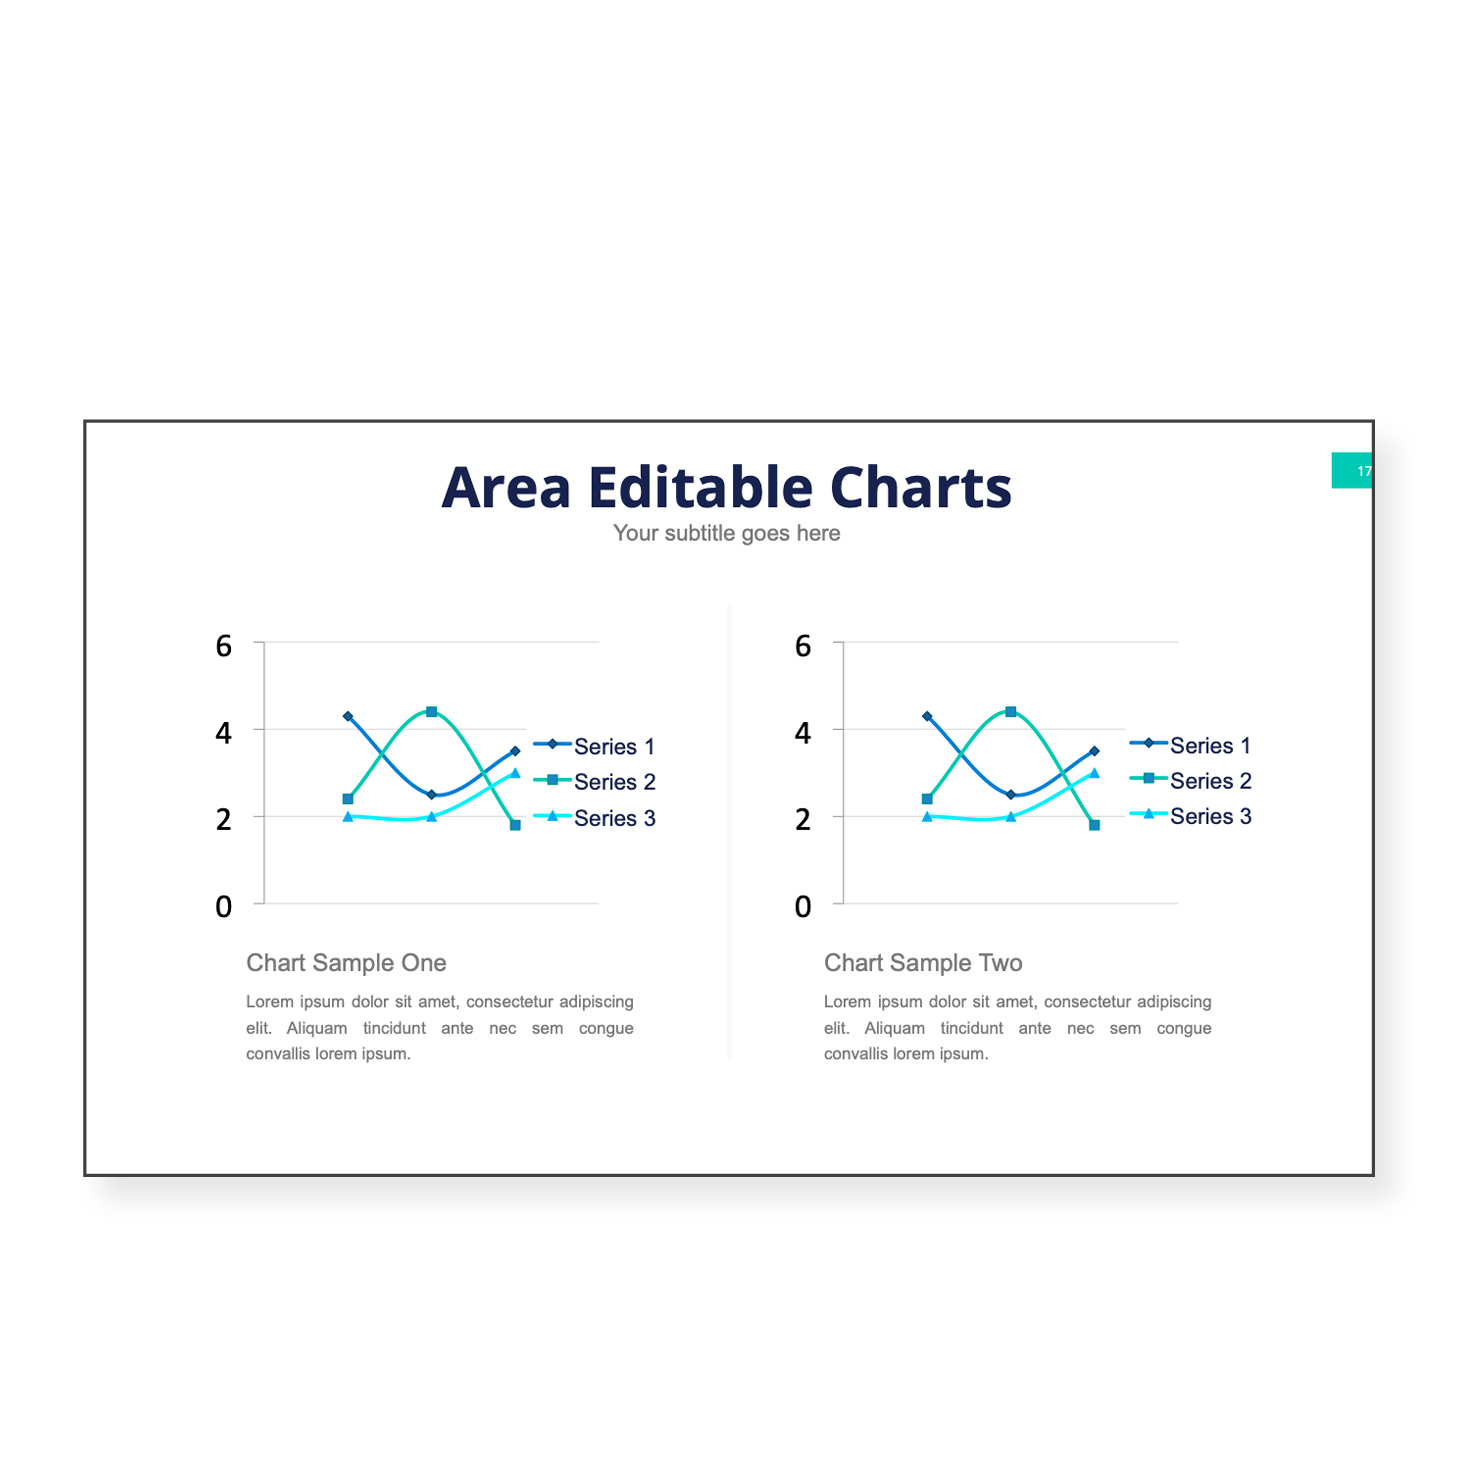 Area Editable Charts
17
Your subtitle goes here
6
4
2
0
Series 1
Series 2
Series 3
Chart Sample One
Lorem ipsum dolor sit amet, consectetur adipiscing
elit. Aliquam tincidunt ante nec sem congue
convallis lorem ipsum.
6
4
2
0
Series 1
Series 2
Series 3
Chart Sample Two
Lorem ipsum dolor sit amet, consectetur adipiscing
elit. Aliquam tincidunt ante nec sem congue
convallis lorem ipsum.